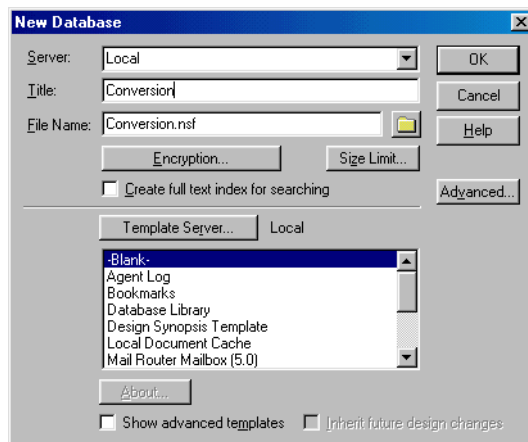 New Database
Server: Local OK
Title: Conversion Cancel
File Name: Conversion.nsf Help
Encryption... Size Limit...
Create full text index for searching Advanced...
Template Server... Local
-Blank-
Agent Log
Bookmarks
Database Library
Design Synopsis Template
Local Document Cache
Mail Router Mailbox (5.0)
About...
Show advanced templates Inherit future design changes